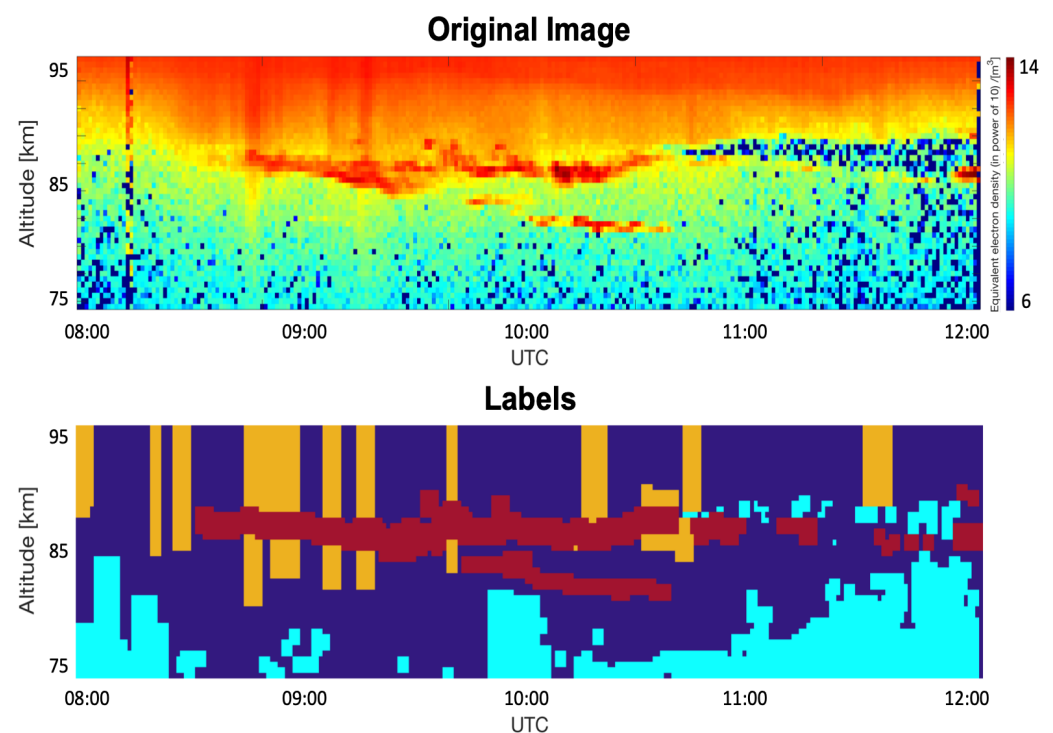 Original Image
95
85
75
Altitude [km]
08:00 09:00 10:00 11:00 12:00
UTC
14
6
Equivalent electron density (in power of 10) /[m³]
Labels
95
85
75
Altitude [km]
08:00 09:00 10:00 11:00 12:00
UTC